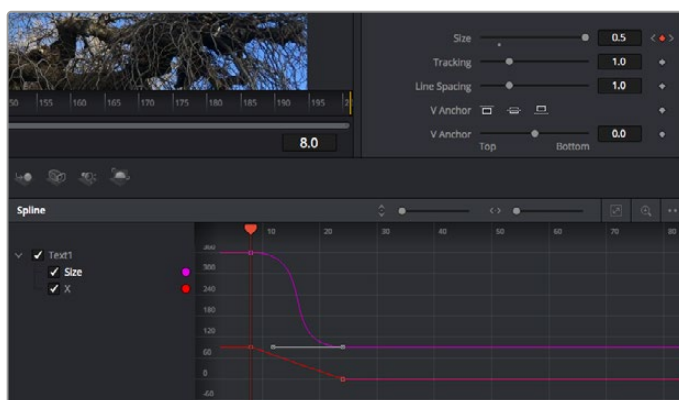 Size 0.5
Tracking 1.0
Line Spacing 1.0
V Anchor
V Anchor 0.0
Top Bottom
50 155 160 165 170 175 180 185 190 195
8.0
Spline
10 20 30 40 50 60 70 80
Text1
Size
X
360
300
240
180
120
60
0
-60